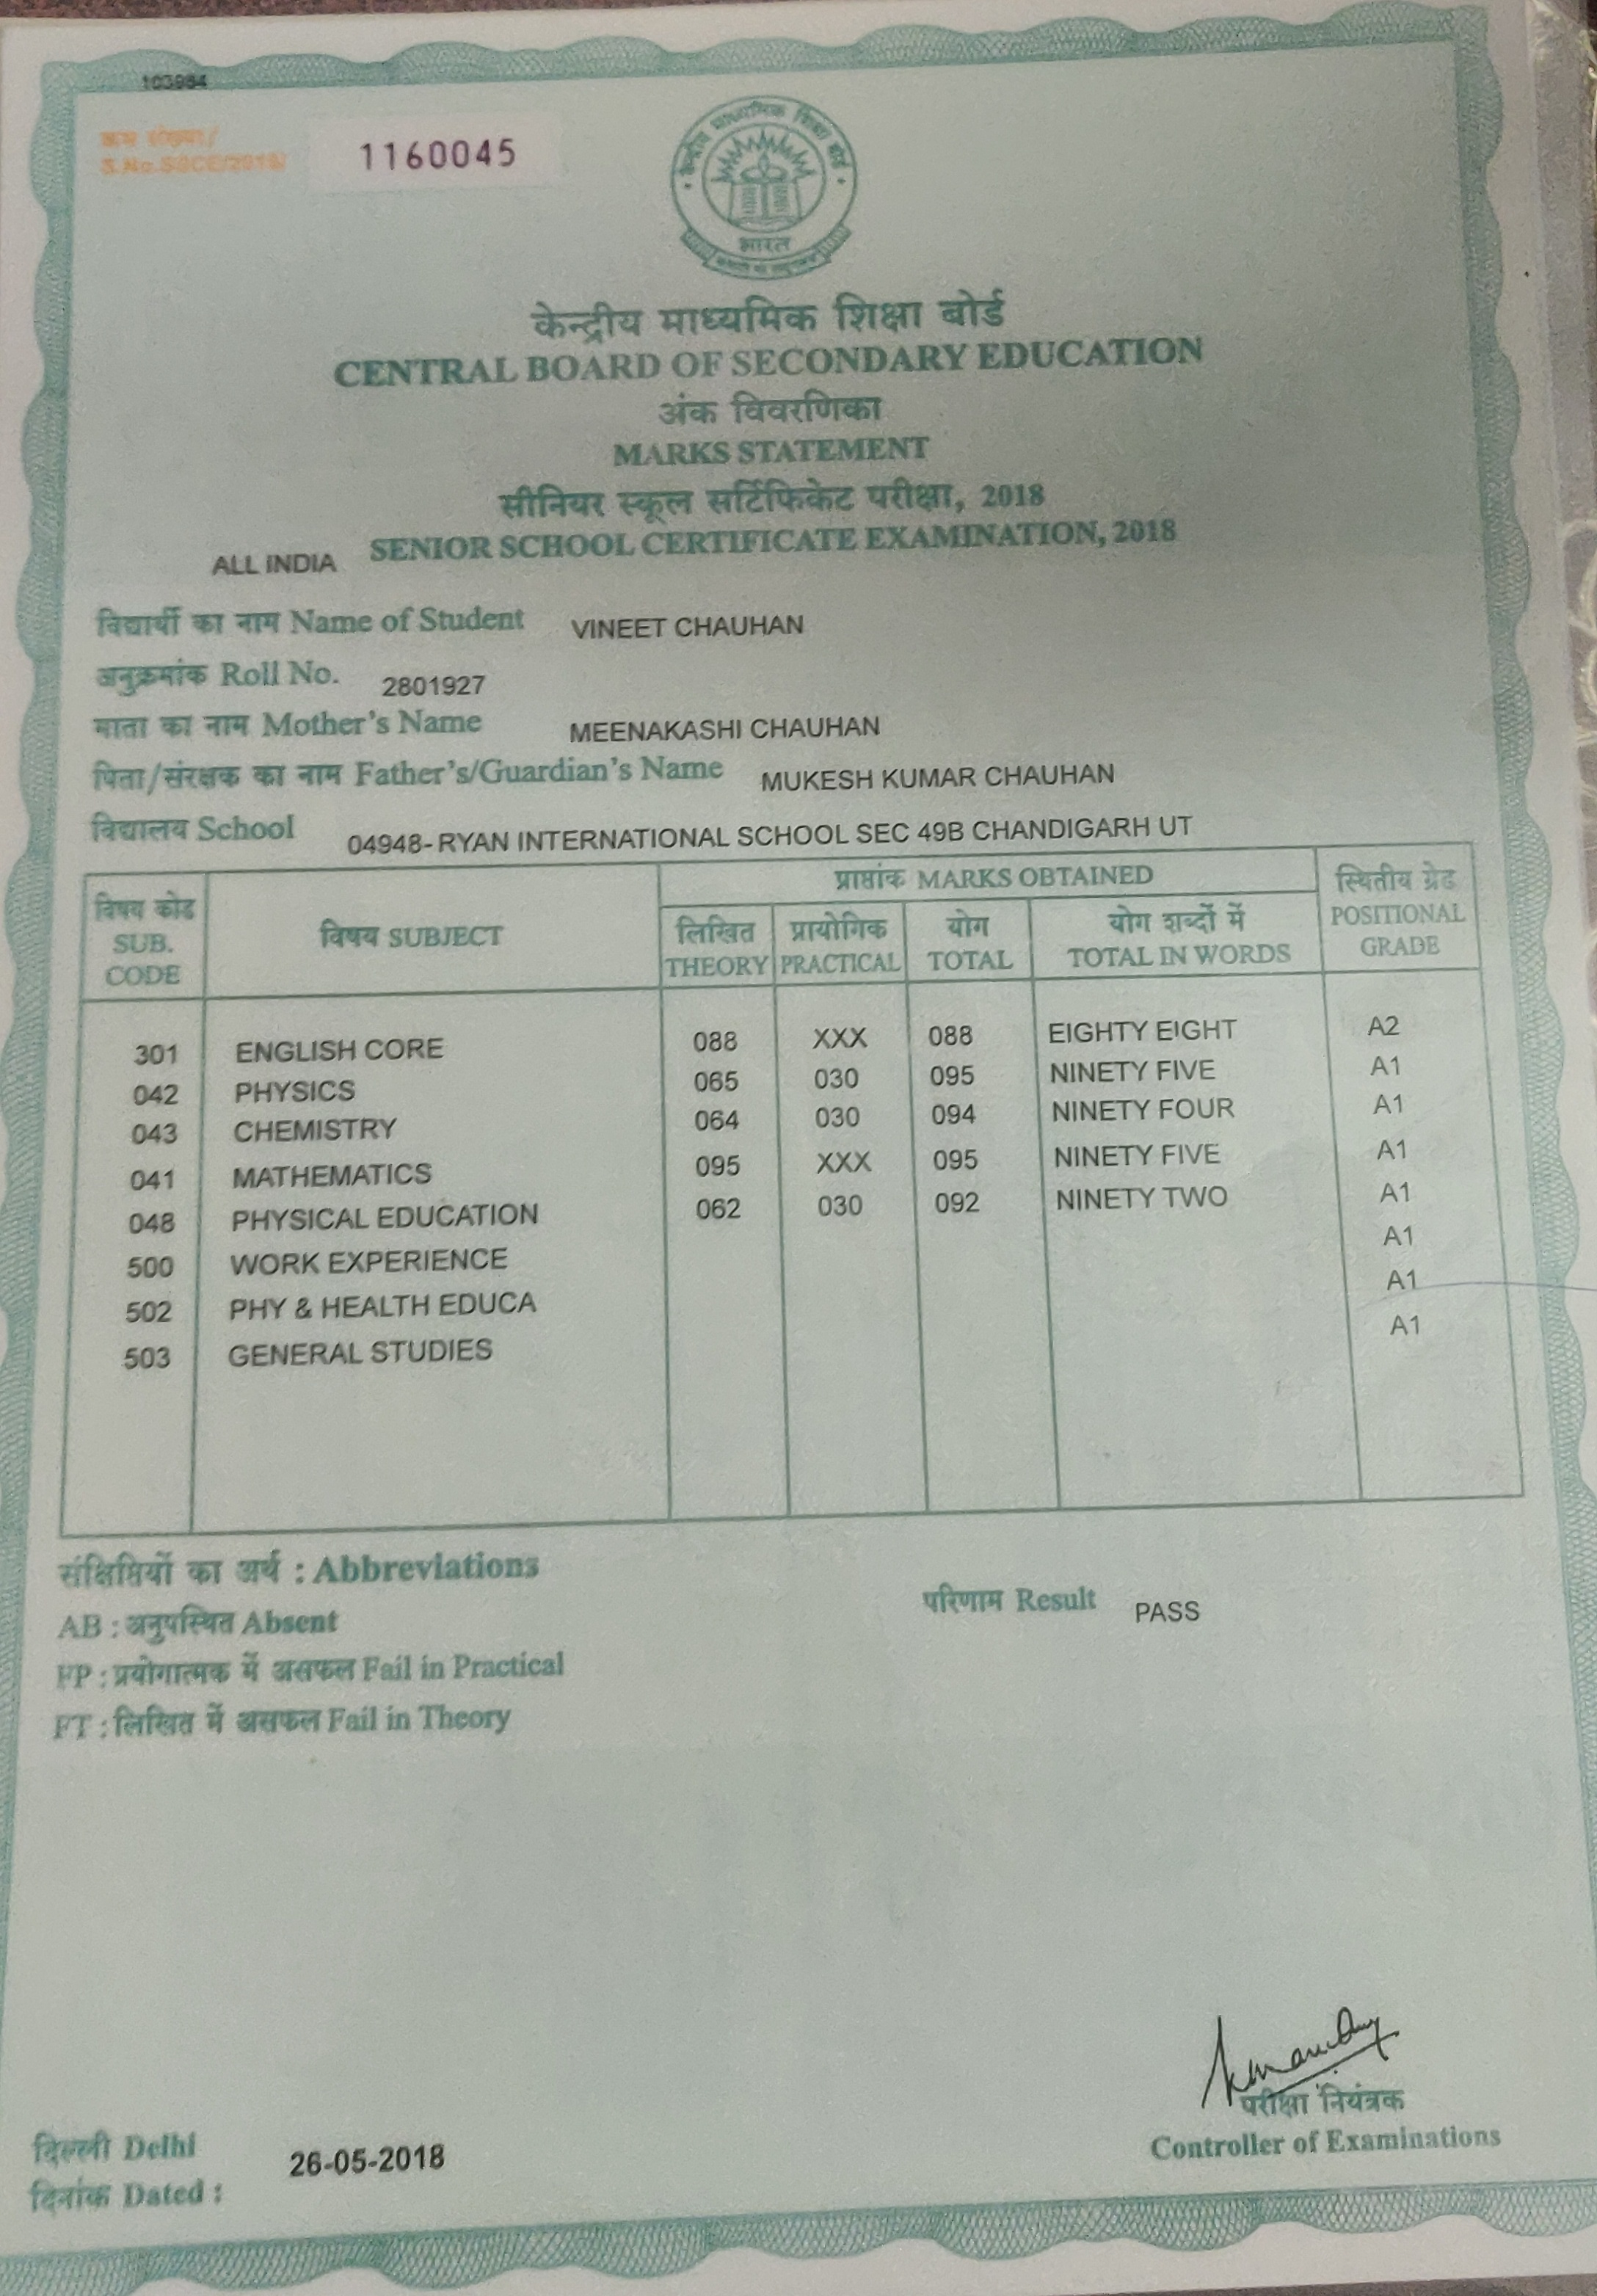 103984
क्रम संख्या/
S.No.SSCE/2018/ 1160045
केन्द्रीय माध्यमिक शिक्षा बोर्ड
भारत
केन्द्रीय माध्यमिक शिक्षा बोर्ड
CENTRAL BOARD OF SECONDARY EDUCATION
अंक विवरणिका
MARKS STATEMENT
सीनियर स्कूल सर्टिफिकेट परीक्षा, 2018
ALL INDIA SENIOR SCHOOL CERTIFICATE EXAMINATION, 2018
विद्यार्थी का नाम Name of Student VINEET CHAUHAN
अनुक्रमांक Roll No. 2801927
माता का नाम Mother's Name MEENAKASHI CHAUHAN
पिता/संरक्षक का नाम Father's/Guardian's Name MUKESH KUMAR CHAUHAN
विद्यालय School 04948- RYAN INTERNATIONAL SCHOOL SEC 49B CHANDIGARH UT
विषय कोड SUB. CODE विषय SUBJECT प्राप्तांक MARKS OBTAINED स्थितीय ग्रेड POSITIONAL GRADE
लिखित THEORY प्रायोगिक PRACTICAL योग TOTAL योग शब्दों में TOTAL IN WORDS
301 ENGLISH CORE 088 XXX 088 EIGHTY EIGHT A2
042 PHYSICS 065 030 095 NINETY FIVE A1
043 CHEMISTRY 064 030 094 NINETY FOUR A1
041 MATHEMATICS 095 XXX 095 NINETY FIVE A1
048 PHYSICAL EDUCATION 062 030 092 NINETY TWO A1
500 WORK EXPERIENCE A1
502 PHY & HEALTH EDUCA A1
503 GENERAL STUDIES A1
संक्षिप्तियों का अर्थ : Abbreviations
परिणाम Result PASS
AB : अनुपस्थित Absent
FP : प्रयोगात्मक में असफल Fail in Practical
FT : लिखित में असफल Fail in Theory
परीक्षा नियंत्रक
Controller of Examinations
दिल्ली Delhi
दिनांक Dated : 26-05-2018